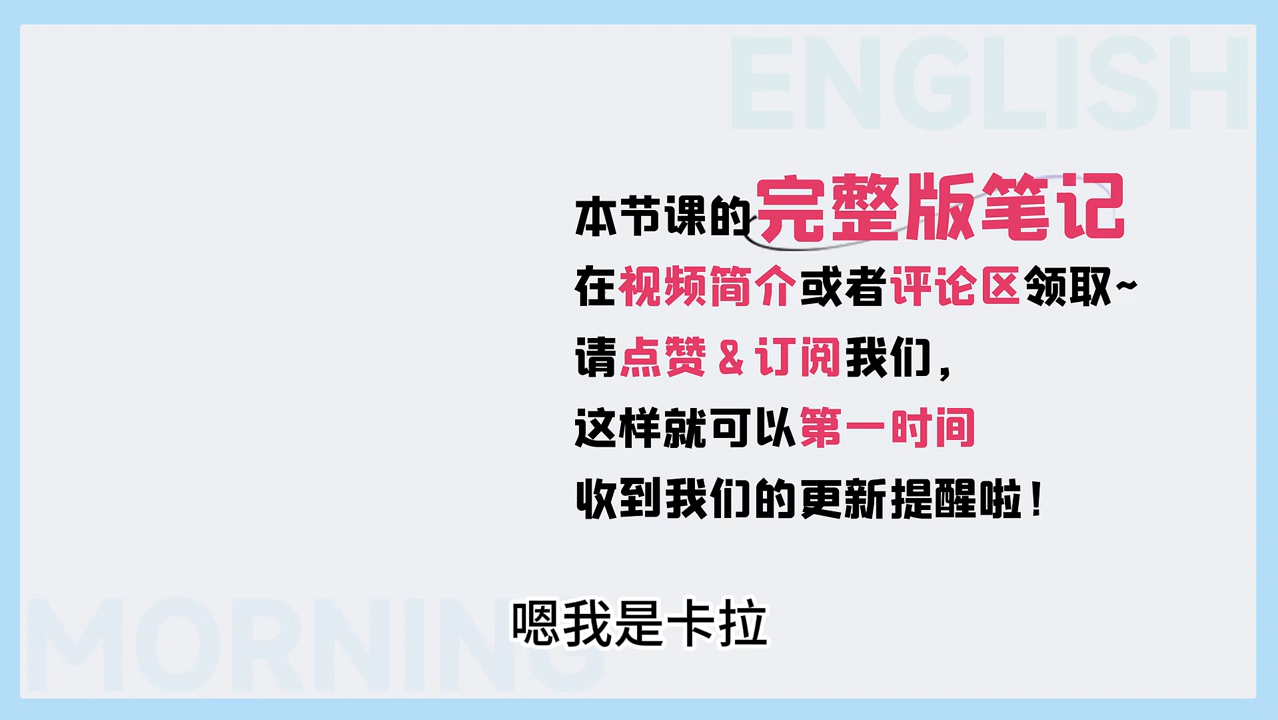 ENGLISH
本节课的完整版笔记
在视频简介或者评论区领取~
请点赞&订阅我们，
这样就可以第一时间
收到我们的更新提醒啦！
嗯我是卡拉
MORNING